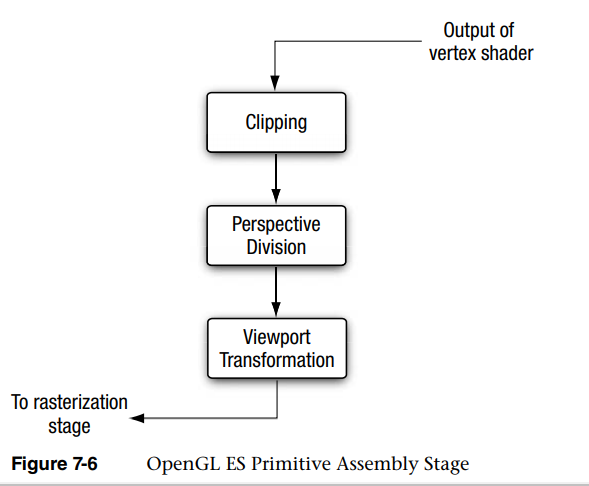 Output of
vertex shader
Clipping
Perspective
Division
Viewport
Transformation
To rasterization
stage
Figure 7-6 OpenGL ES Primitive Assembly Stage